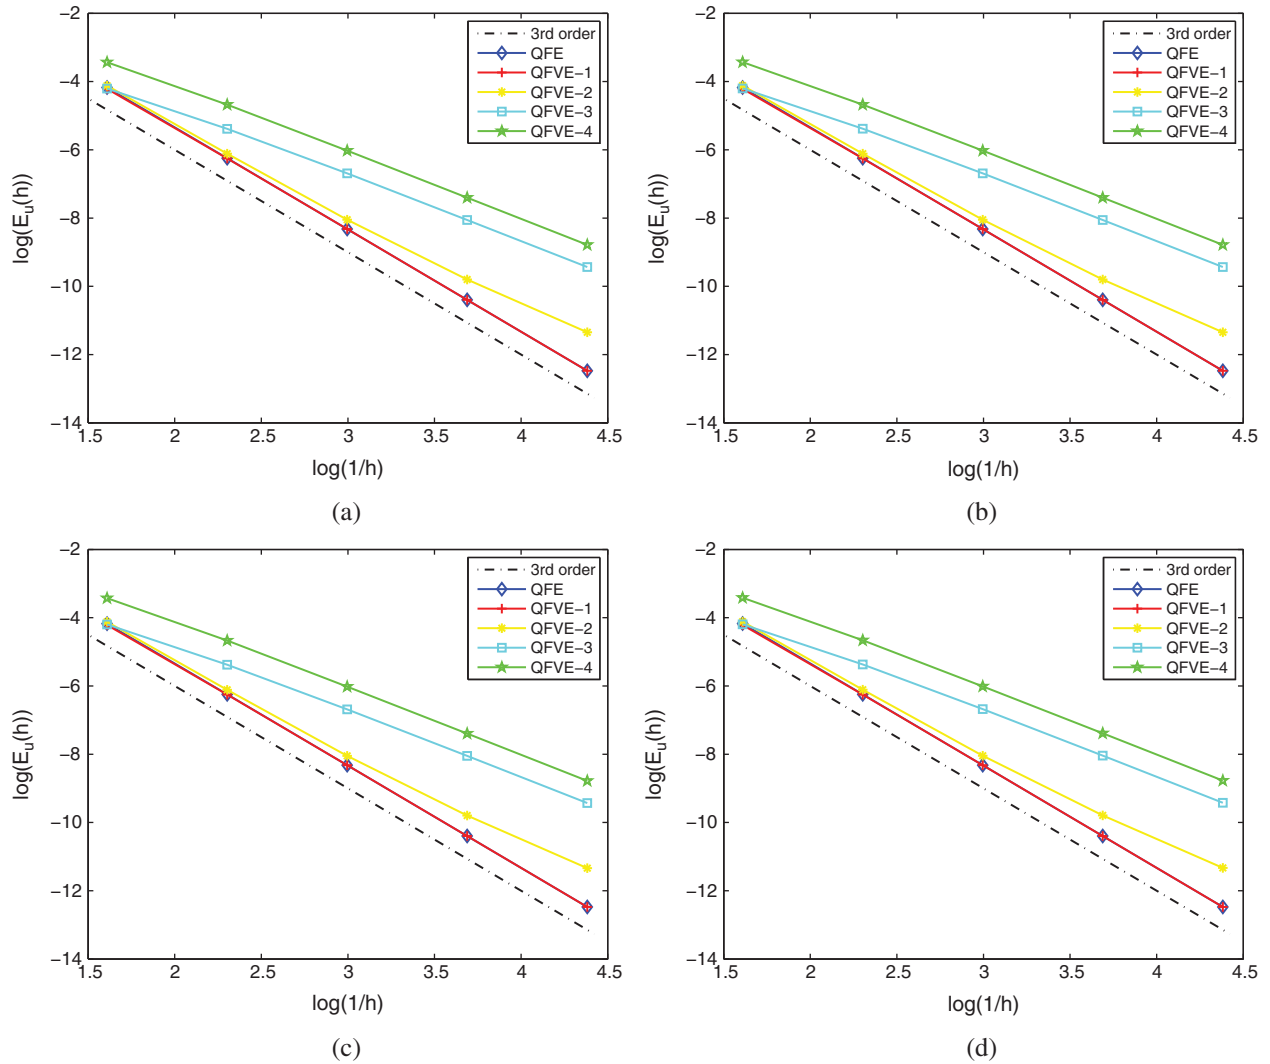 −2
−4
−6
−8
−10
−12
−14
1.5
2
2.5
3
3.5
4
4.5
log(E_u(h))
log(1/h)
3rd order
QFE
QFVE−1
QFVE−2
QFVE−3
QFVE−4
(a)
−2
−4
−6
−8
−10
−12
−14
1.5
2
2.5
3
3.5
4
4.5
log(E_u(h))
log(1/h)
3rd order
QFE
QFVE−1
QFVE−2
QFVE−3
QFVE−4
(b)
−2
−4
−6
−8
−10
−12
−14
1.5
2
2.5
3
3.5
4
4.5
log(E_u(h))
log(1/h)
3rd order
QFE
QFVE−1
QFVE−2
QFVE−3
QFVE−4
(c)
−2
−4
−6
−8
−10
−12
−14
1.5
2
2.5
3
3.5
4
4.5
log(E_u(h))
log(1/h)
3rd order
QFE
QFVE−1
QFVE−2
QFVE−3
QFVE−4
(d)